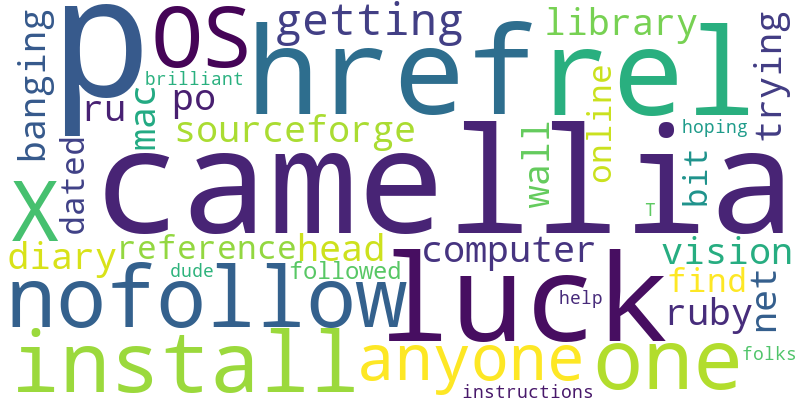 p
os
getting
library
banging
brilliant
href
rel
trying
ru
mac
po
sourceforge
online
hoping
dated
camellia
wall
bit
X
T
diary
reference
head
computer
vision
nofollow
dude
followed
luck
help
find
ruby
net
install
anyone
one
folks
instructions